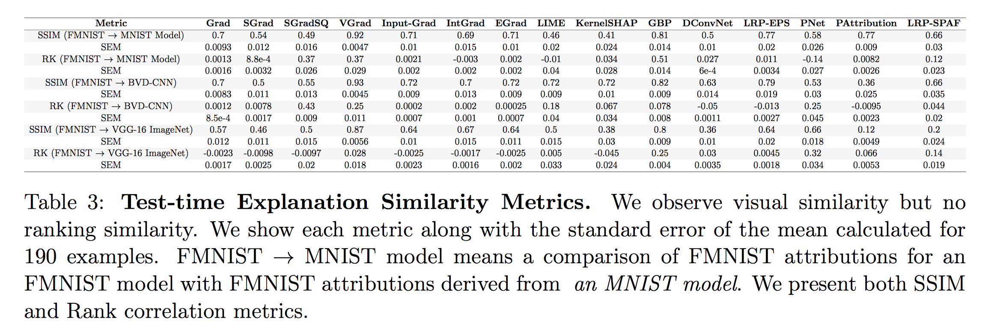 Metric Grad SGrad SGradSQ VGrad Input-Grad IntGrad EGrad LIME KernelSHAP GBP DConvNet LRP-EPS PNet PAttribution LRP-SPAF
SSIM (FMNIST → MNIST Model) 0.7 0.54 0.49 0.92 0.71 0.69 0.71 0.46 0.41 0.81 0.5 0.77 0.58 0.77 0.66
SEM 0.0093 0.012 0.016 0.0047 0.01 0.015 0.01 0.02 0.024 0.014 0.01 0.02 0.026 0.009 0.03
RK (FMNIST → MNIST Model) 0.0013 8.8e-4 0.37 0.37 0.0021 -0.003 0.002 -0.01 0.034 0.51 0.027 0.011 -0.14 0.0082 0.12
SEM 0.0016 0.0032 0.026 0.029 0.002 0.002 0.002 0.04 0.028 0.014 6e-4 0.0034 0.027 0.0026 0.023
SSIM (FMNIST → BVD-CNN) 0.7 0.5 0.55 0.93 0.72 0.7 0.72 0.72 0.72 0.82 0.63 0.79 0.53 0.36 0.66
SEM 0.0083 0.011 0.013 0.0045 0.009 0.013 0.009 0.009 0.01 0.009 0.014 0.019 0.03 0.025 0.035
RK (FMNIST → BVD-CNN) 0.0012 0.0078 0.43 0.25 0.0002 0.002 0.00025 0.18 0.067 0.078 -0.05 -0.013 0.25 -0.0095 0.044
SEM 8.5e-4 0.0017 0.009 0.011 0.0007 0.001 0.0007 0.04 0.034 0.008 0.0011 0.0027 0.045 0.0023 0.02
SSIM (FMNIST → VGG-16 ImageNet) 0.57 0.46 0.5 0.87 0.64 0.67 0.64 0.5 0.38 0.8 0.36 0.64 0.66 0.12 0.2
SEM 0.012 0.011 0.015 0.0056 0.01 0.015 0.011 0.015 0.03 0.009 0.01 0.02 0.018 0.0049 0.024
RK (FMNIST → VGG-16 ImageNet) -0.0023 -0.0098 -0.0097 0.028 -0.0025 -0.0017 -0.0025 0.005 -0.045 0.25 0.03 0.0045 0.32 0.066 0.14
SEM 0.0017 0.0025 0.02 0.018 0.0023 0.0016 0.002 0.033 0.024 0.004 0.0035 0.0018 0.034 0.0053 0.019
Table 3: Test-time Explanation Similarity Metrics. We observe visual similarity but no
ranking similarity. We show each metric along with the standard error of the mean calculated for
190 examples. FMNIST → MNIST model means a comparison of FMNIST attributions for an
FMNIST model with FMNIST attributions derived from an MNIST model. We present both SSIM
and Rank correlation metrics.